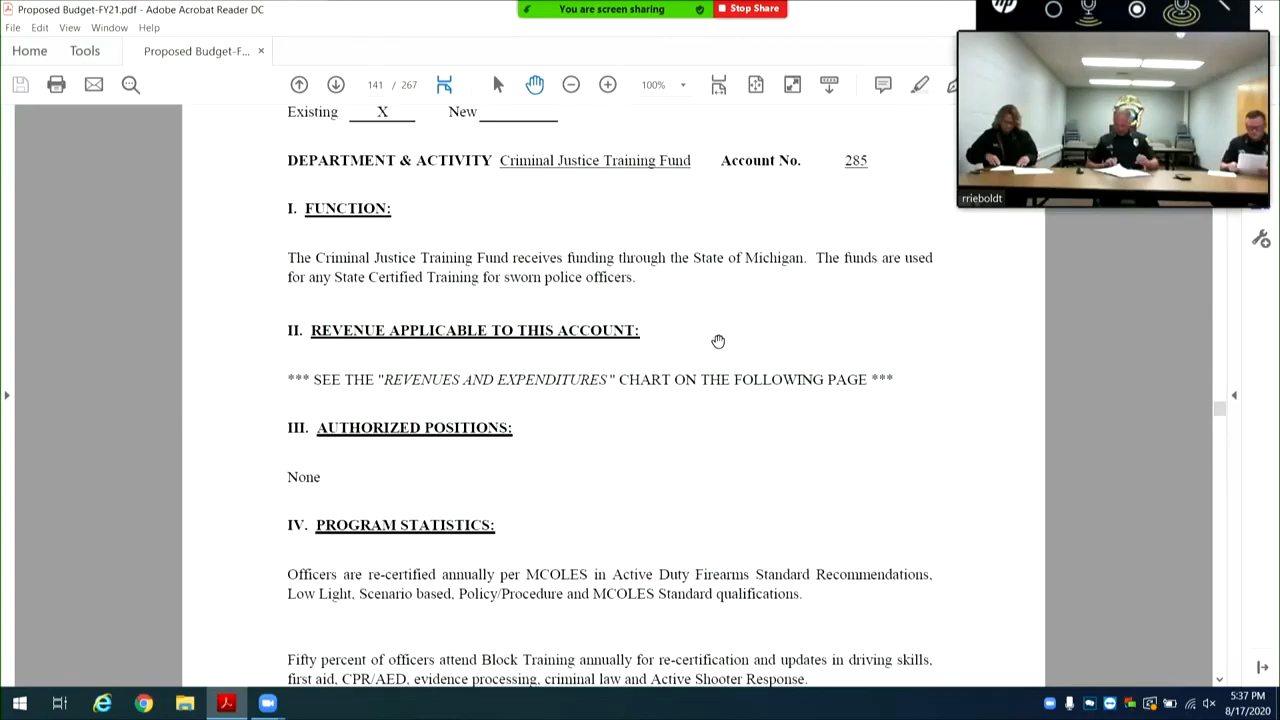 Proposed Budget-FY21.pdf - Adobe Acrobat Reader DC
You are screen sharing
Stop Share
File Edit View Window Help
Home Tools Proposed Budget-F... ×
141 / 267 100%
Existing X New
DEPARTMENT & ACTIVITY Criminal Justice Training Fund Account No. 285
I. FUNCTION:
The Criminal Justice Training Fund receives funding through the State of Michigan. The funds are used
for any State Certified Training for sworn police officers.
II. REVENUE APPLICABLE TO THIS ACCOUNT:
*** SEE THE "REVENUES AND EXPENDITURES" CHART ON THE FOLLOWING PAGE ***
III. AUTHORIZED POSITIONS:
None
IV. PROGRAM STATISTICS:
Officers are re-certified annually per MCOLES in Active Duty Firearms Standard Recommendations,
Low Light, Scenario based, Policy/Procedure and MCOLES Standard qualifications.
Fifty percent of officers attend Block Training annually for re-certification and updates in driving skills,
first aid, CPR/AED, evidence processing, criminal law and Active Shooter Response.
hp
rrieboldt
5:37 PM
8/17/2020